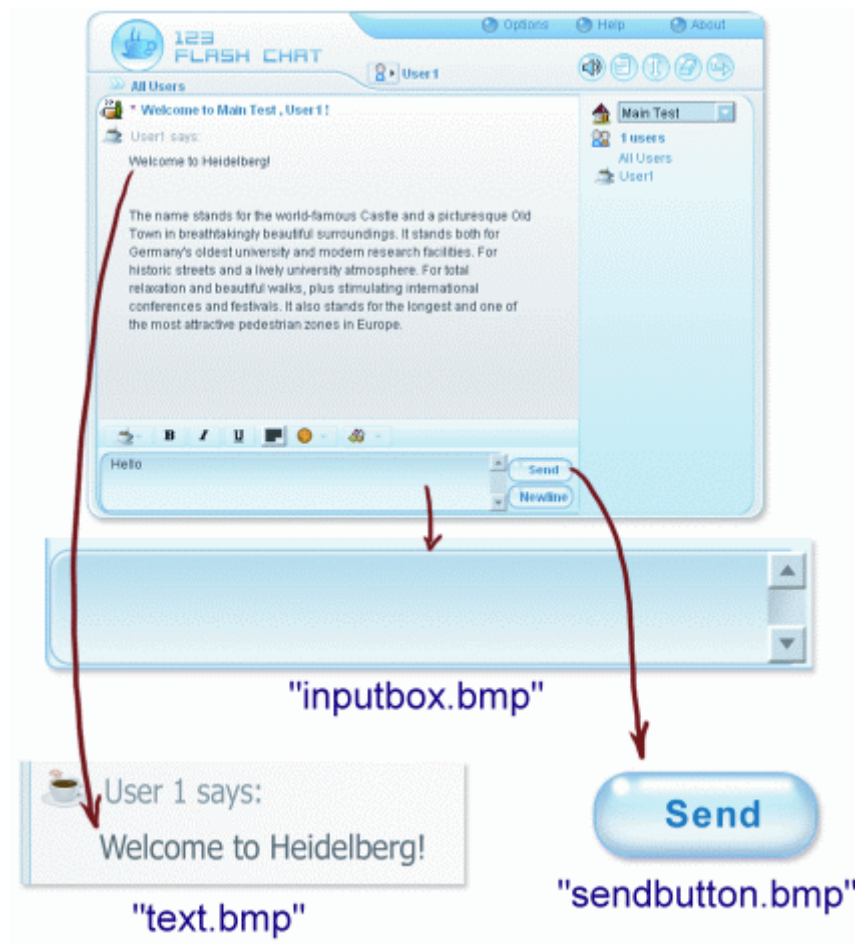 Options Help About
123
FLASH CHAT
User1
All Users
* Welcome to Main Test , User1 !
User1 says:
Welcome to Heidelberg!
The name stands for the world-famous Castle and a picturesque Old
Town in breathtakingly beautiful surroundings. It stands both for
Germany's oldest university and modern research facilities. For
historic streets and a lively university atmosphere. For total
relaxation and beautiful walks, plus stimulating international
conferences and festivals. It also stands for the longest and one of
the most attractive pedestrian zones in Europe.
Main Test
1 users
All Users
User1
B I U
Hello
Send
Newline
"inputbox.bmp"
User 1 says:
Welcome to Heidelberg!
"text.bmp"
Send
"sendbutton.bmp"